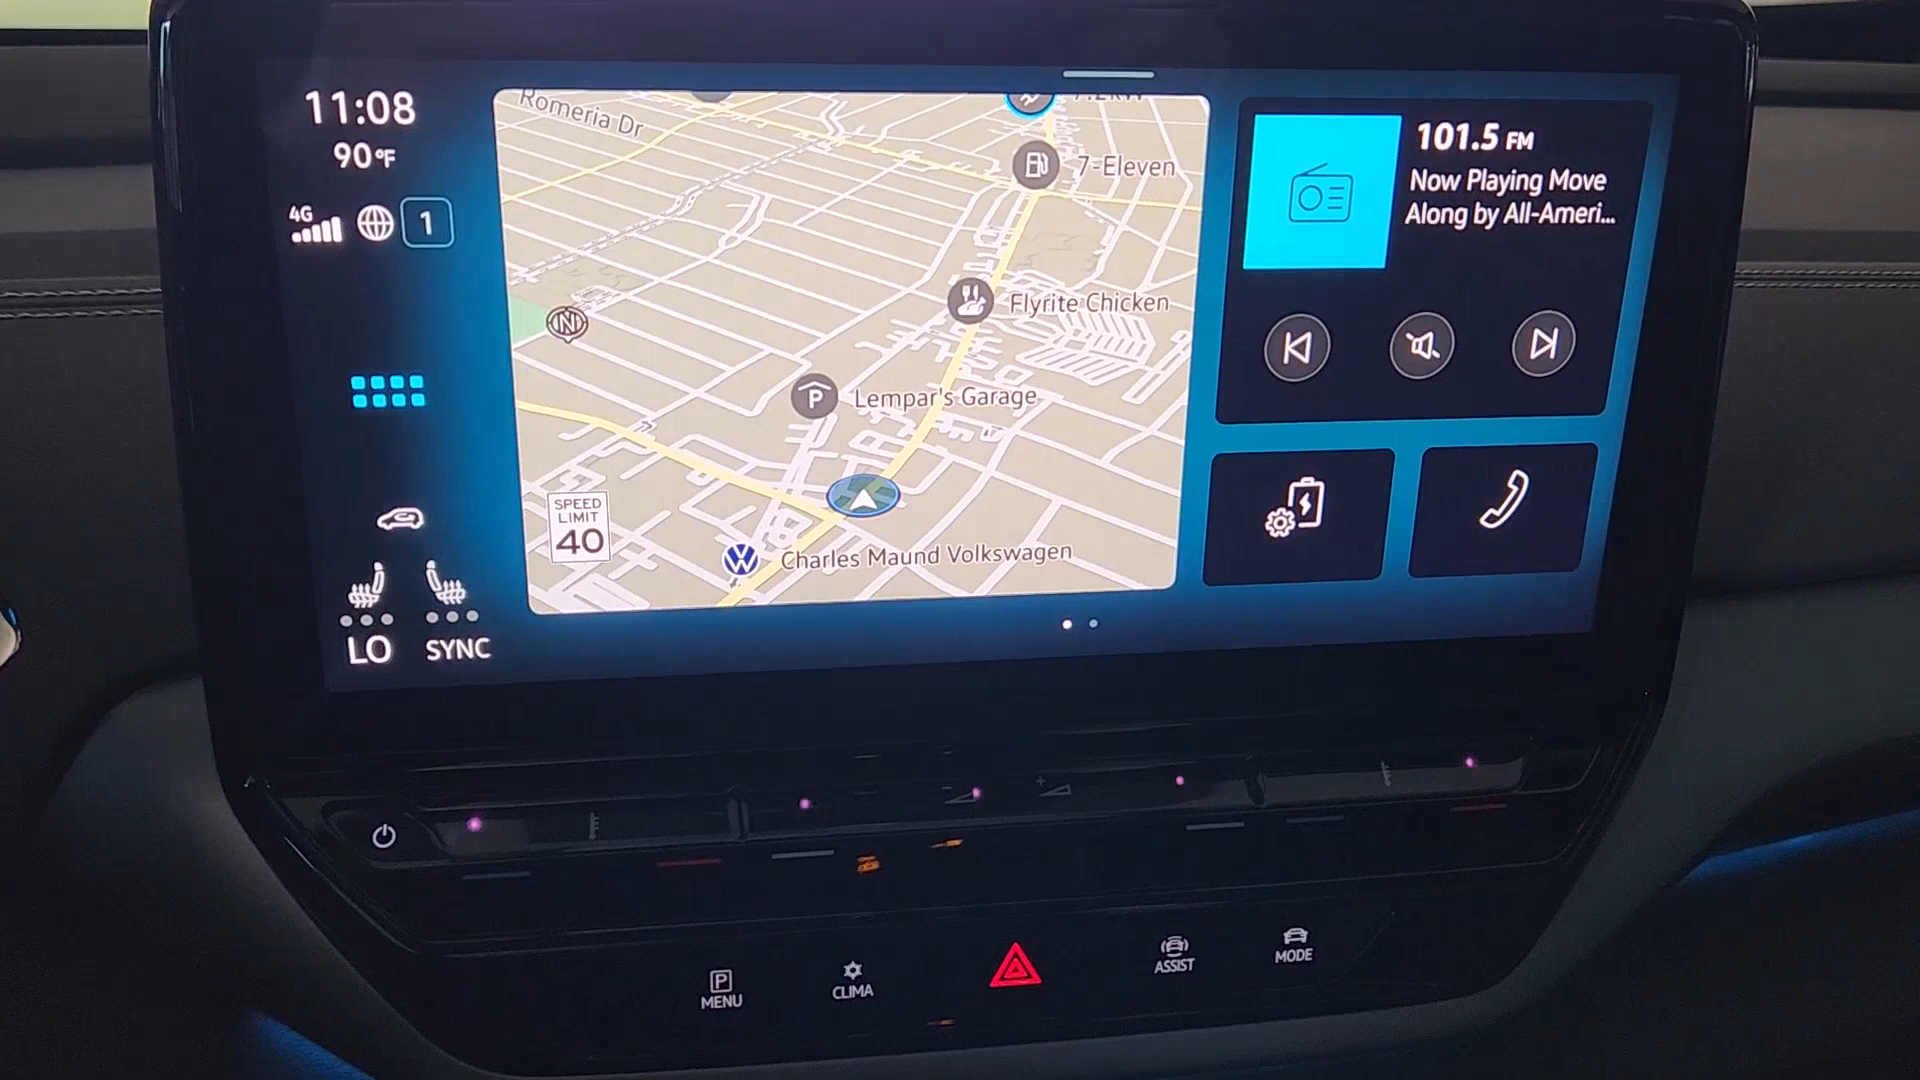 11:08
90°F
4G
1
LO
SYNC
Romeria Dr
7-Eleven
Flyrite Chicken
Lempar's Garage
N
P
SPEED
LIMIT
40
Charles Maund Volkswagen
101.5 FM
Now Playing Move
Along by All-Ameri...
P
MENU
CLIMA
ASSIST
MODE